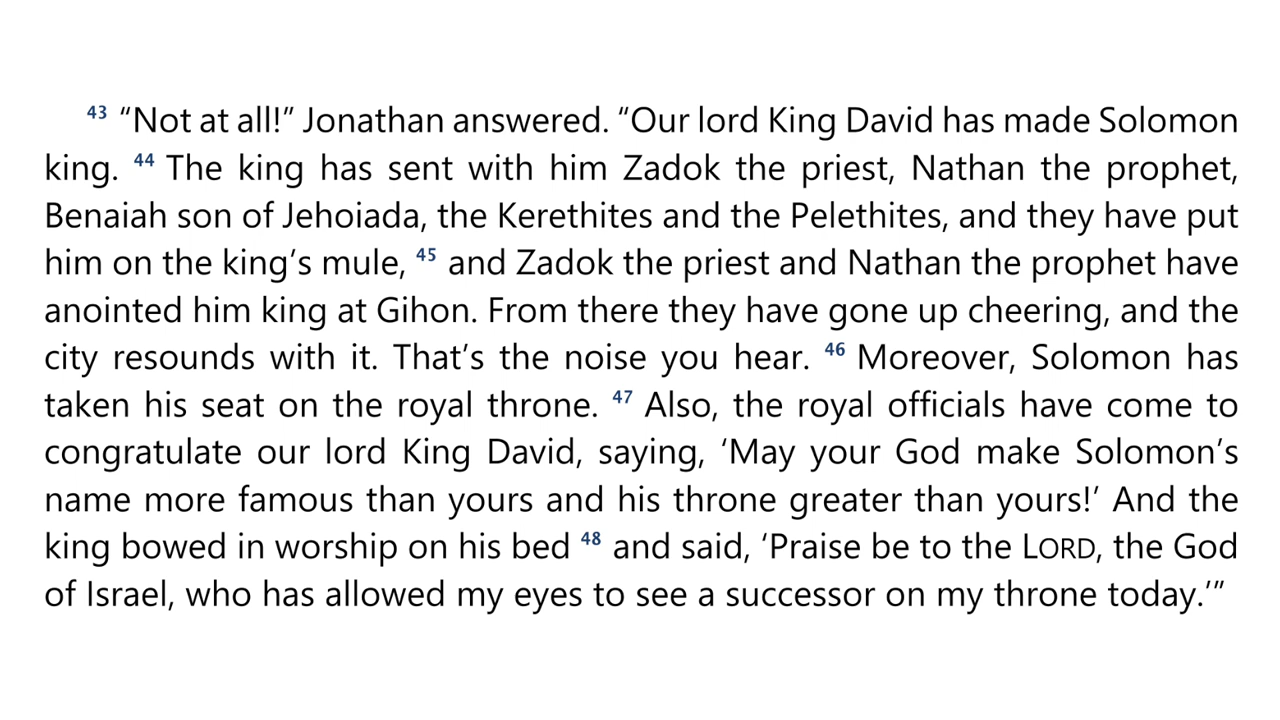 43 “Not at all!” Jonathan answered. “Our lord King David has made Solomon
king. 44 The king has sent with him Zadok the priest, Nathan the prophet,
Benaiah son of Jehoiada, the Kerethites and the Pelethites, and they have put
him on the king’s mule, 45 and Zadok the priest and Nathan the prophet have
anointed him king at Gihon. From there they have gone up cheering, and the
city resounds with it. That’s the noise you hear. 46 Moreover, Solomon has
taken his seat on the royal throne. 47 Also, the royal officials have come to
congratulate our lord King David, saying, ‘May your God make Solomon’s
name more famous than yours and his throne greater than yours!’ And the
king bowed in worship on his bed 48 and said, ‘Praise be to the LORD, the God
of Israel, who has allowed my eyes to see a successor on my throne today.’”